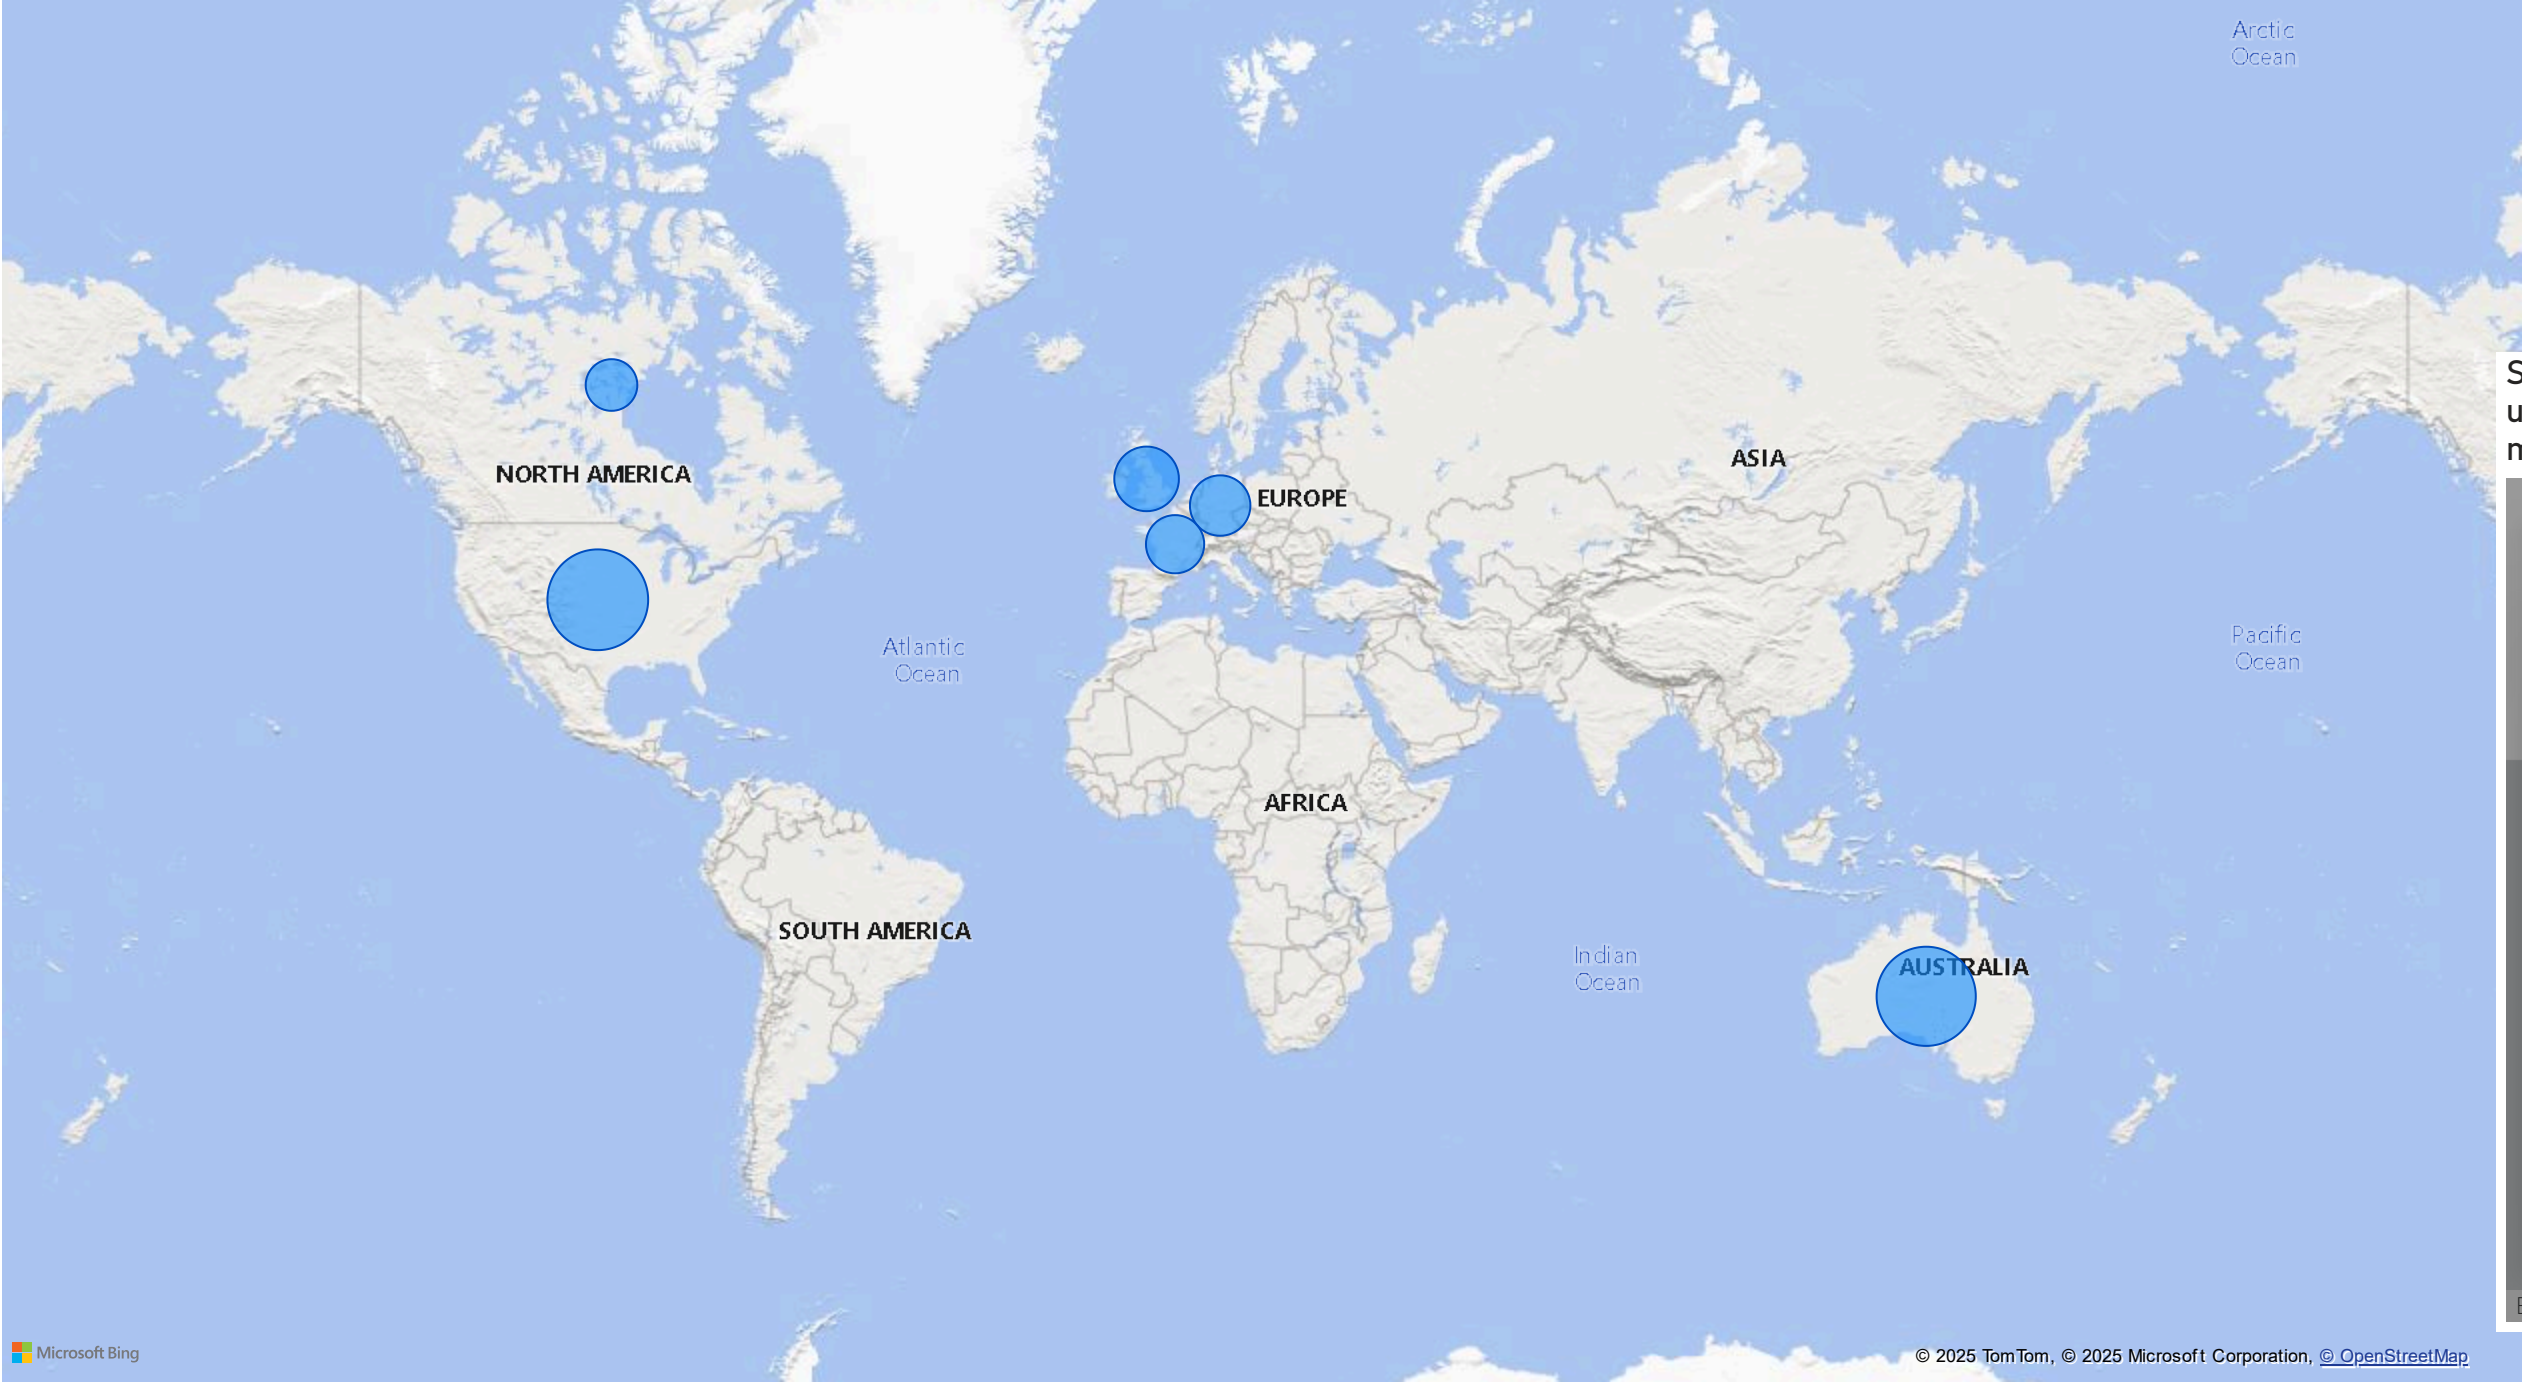 Arctic
Ocean
S
u
m
NORTH AMERICA
ASIA
EUROPE
Atlantic
Ocean
Pacific
Ocean
AFRICA
SOUTH AMERICA
Indian
Ocean
AUSTRALIA
E
Microsoft Bing
© 2025 TomTom, © 2025 Microsoft Corporation, © OpenStreetMap